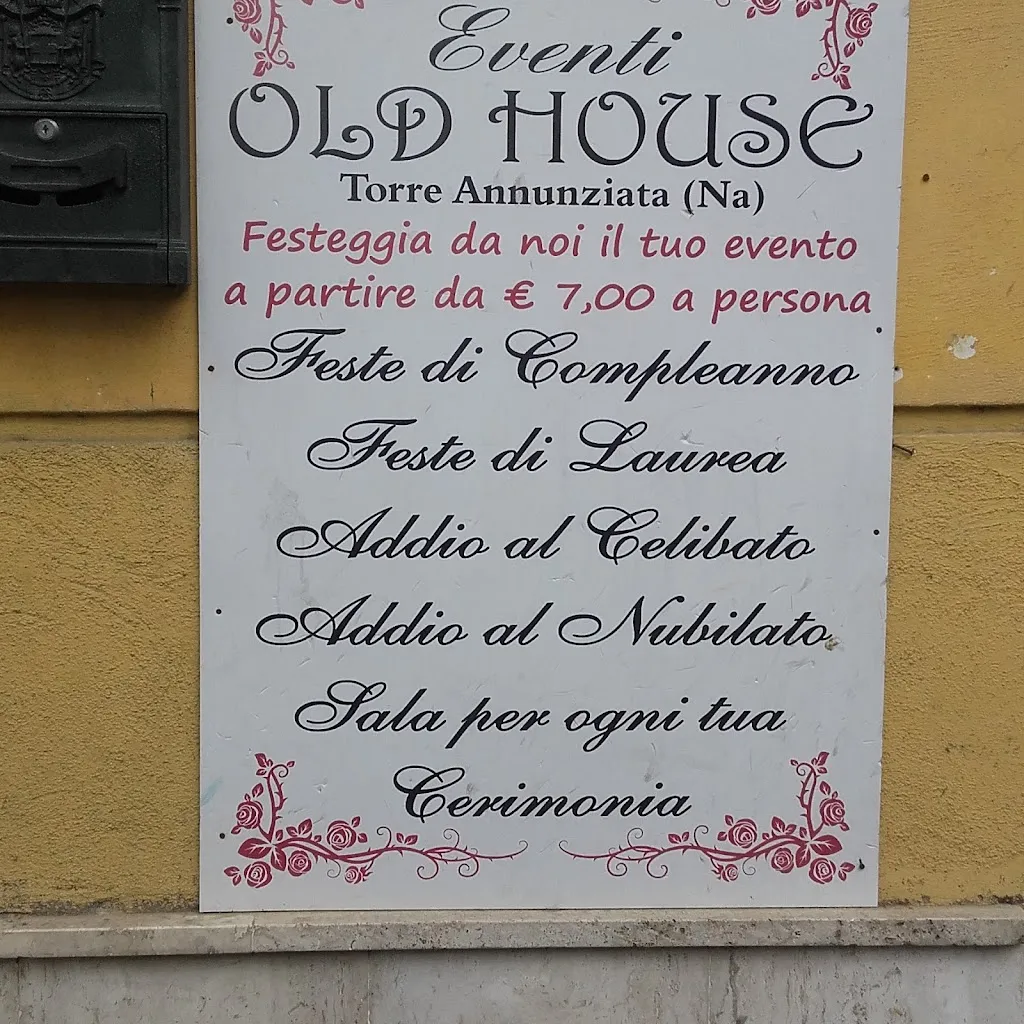 Eventi
OLD HOUSE
Torre Annunziata (Na)
Festeggia da noi il tuo evento
a partire da € 7,00 a persona
Feste di Compleanno
Feste di Laurea
Addio al Celibato
Addio al Nubilato
Sala per ogni tua
Cerimonia